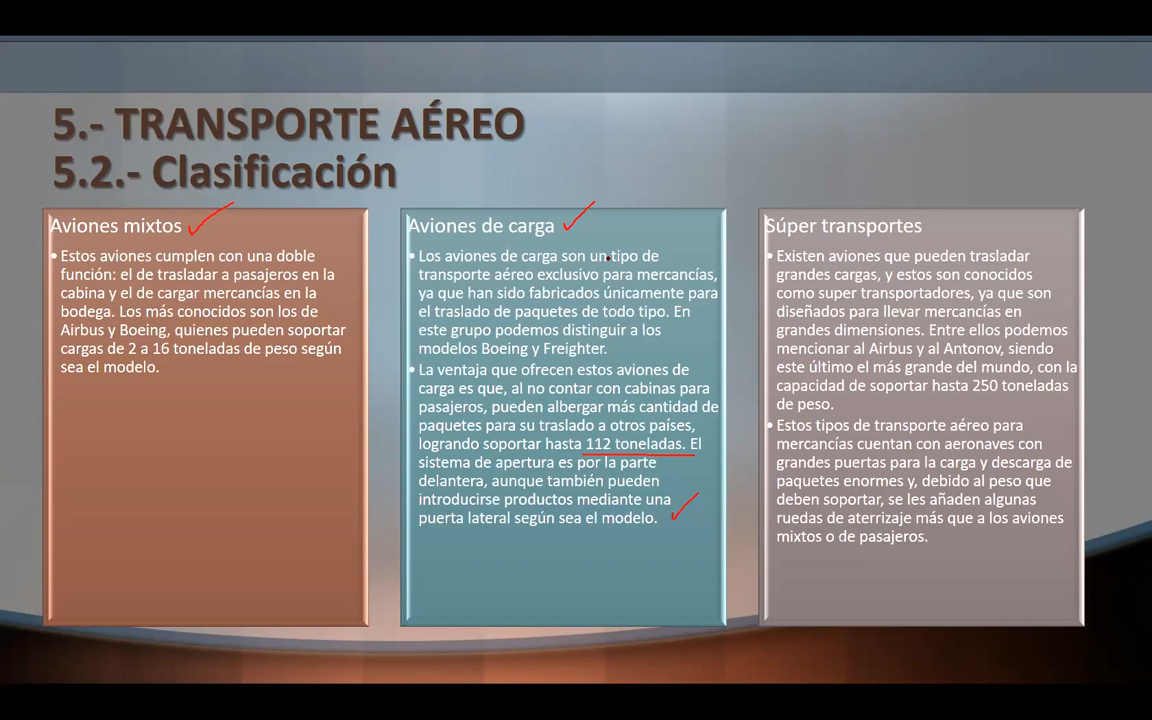 5.- TRANSPORTE AÉREO
5.2.- Clasificación
Aviones mixtos
• Estos aviones cumplen con una doble
función: el de trasladar a pasajeros en la
cabina y el de cargar mercancías en la
bodega. Los más conocidos son los de
Airbus y Boeing, quienes pueden soportar
cargas de 2 a 16 toneladas de peso según
sea el modelo.
Aviones de carga
• Los aviones de carga son un tipo de
transporte aéreo exclusivo para mercancías,
ya que han sido fabricados únicamente para
el traslado de paquetes de todo tipo. En
este grupo podemos distinguir a los
modelos Boeing y Freighter.
• La ventaja que ofrecen estos aviones de
carga es que, al no contar con cabinas para
pasajeros, pueden albergar más cantidad de
paquetes para su traslado a otros países,
logrando soportar hasta 112 toneladas. El
sistema de apertura es por la parte
delantera, aunque también pueden
introducirse productos mediante una
puerta lateral según sea el modelo.
Súper transportes
• Existen aviones que pueden trasladar
grandes cargas, y estos son conocidos
como super transportadores, ya que son
diseñados para llevar mercancías en
grandes dimensiones. Entre ellos podemos
mencionar al Airbus y al Antonov, siendo
este último el más grande del mundo, con la
capacidad de soportar hasta 250 toneladas
de peso.
• Estos tipos de transporte aéreo para
mercancías cuentan con aeronaves con
grandes puertas para la carga y descarga de
paquetes enormes y, debido al peso que
deben soportar, se les añaden algunas
ruedas de aterrizaje más que a los aviones
mixtos o de pasajeros.